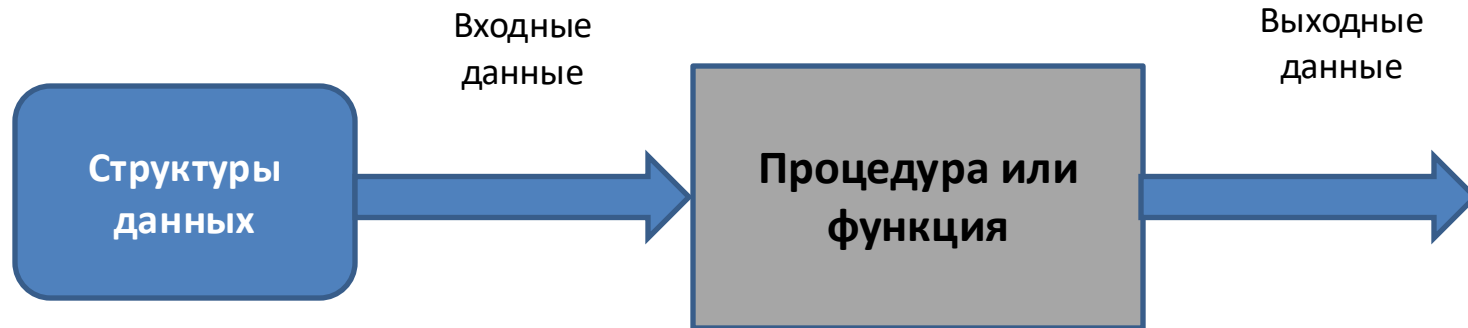 Входные
данные
Выходные
данные
Структуры
данных
Процедура или
функция